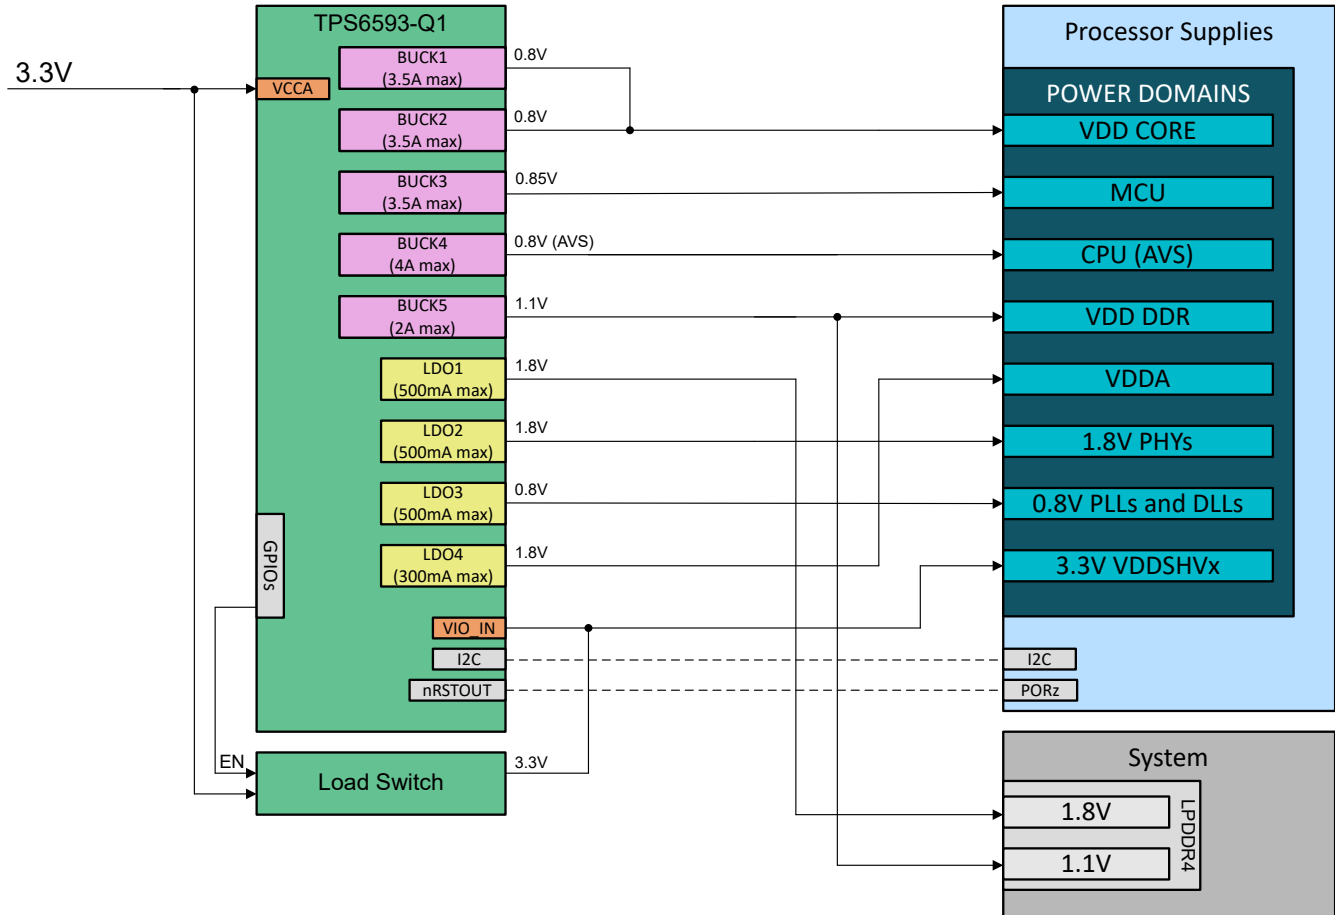 3.3V
TPS6593-Q1
VCCA
BUCK1
(3.5A max)
0.8V
BUCK2
(3.5A max)
0.8V
BUCK3
(3.5A max)
0.85V
BUCK4
(4A max)
0.8V (AVS)
BUCK5
(2A max)
1.1V
LDO1
(500mA max)
1.8V
LDO2
(500mA max)
1.8V
LDO3
(500mA max)
0.8V
LDO4
(300mA max)
1.8V
GPIOs
VIO_IN
I2C
nRSTOUT
EN
Load Switch
3.3V
Processor Supplies
POWER DOMAINS
VDD CORE
MCU
CPU (AVS)
VDD DDR
VDDA
1.8V PHYs
0.8V PLLs and DLLs
3.3V VDDSHVx
I2C
PORz
System
1.8V
1.1V
LPDDR4